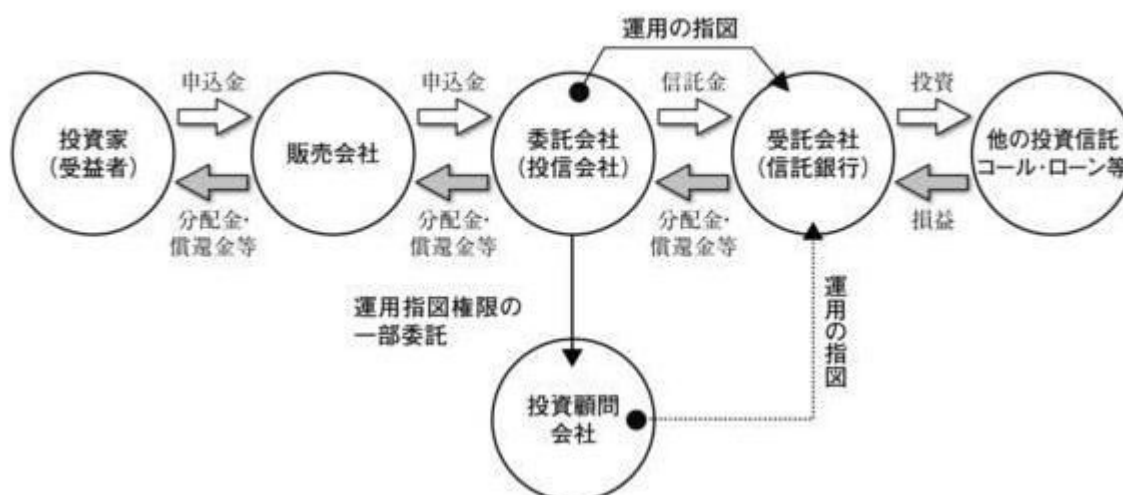 運用の指図
申込金
申込金
信託金
投資
投資家
(受益者)
販売会社
委託会社
(投信会社)
受託会社
(信託銀行)
他の投資信託
コール・ローン等
分配金・
償還金等
分配金・
償還金等
分配金・
償還金等
損益
運用指図権限の
一部委託
運用の指図
投資顧問
会社